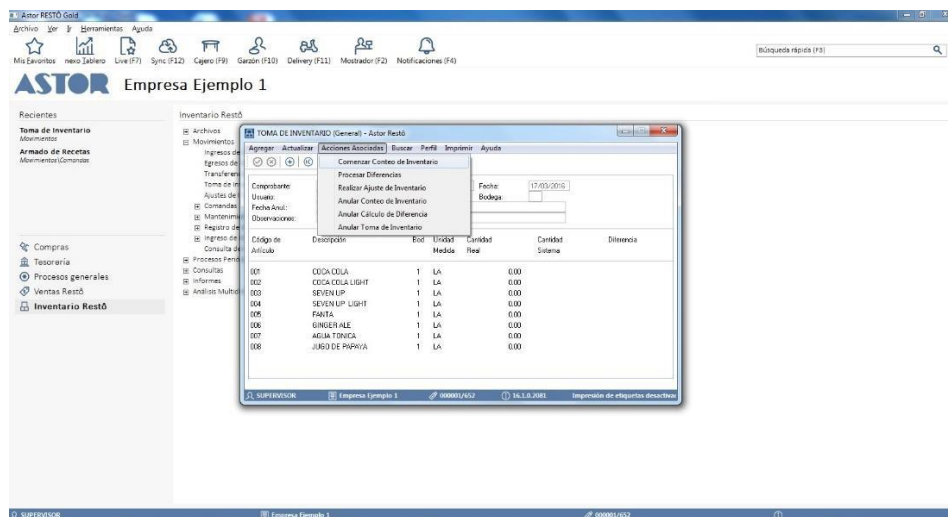 Astor RESTÓ Gold
Archivo Ver Ir Herramientas Ayuda
Mis Favoritos nexo Tablero Live (F7) Sync (F12) Cajero (F9) Garzón (F10) Delivery (F11) Mostrador (F2) Notificaciones (F4)
Búsqueda rápida (F3)
ASTOR Empresa Ejemplo 1
Recientes
Toma de Inventario
Movimientos
Armado de Recetas
Movimientos\Comandas
Compras
Tesorería
Procesos generales
Ventas Restô
Inventario Restô
Inventario Restô
Archivos
Movimientos
Ingresos de
Egresos de
Transferen
Toma de In
Ajustes de
Comandas
Mantenimi
Registro de
Ingreso de
Consulta de
Procesos Pend
Consultas
Informes
Análisis Multidi
TOMA DE INVENTARIO (General) - Astor Restó
Agregar Actualizar Acciones Asociadas Buscar Perfil Imprimir Ayuda
Comenzar Conteo de Inventario
Procesar Diferencias
Realizar Ajuste de Inventario
Anular Conteo de Inventario
Anular Cálculo de Diferencia
Anular Toma de Inventario
Comprobante: Fecha: 17/03/2016
Usuario: Bodega:
Fecha Anul.:
Observaciones:
Código de Descripción Bod Unidad Cantidad Cantidad Diferencia
Artículo Medida Real Sistema
001 COCA COLA 1 LA 0.00
002 COCA COLA LIGHT 1 LA 0.00
003 SEVEN UP 1 LA 0.00
004 SEVEN UP LIGHT 1 LA 0.00
005 FANTA 1 LA 0.00
006 GINGER ALE 1 LA 0.00
007 AGUA TONICA 1 LA 0.00
008 JUGO DE PAPAYA 1 LA 0.00
SUPERVISOR Empresa Ejemplo 1 000001/652 16.1.0.2081 Impresión de etiquetas desactivad
SUPERVISOR Empresa Ejemplo 1 000001/652